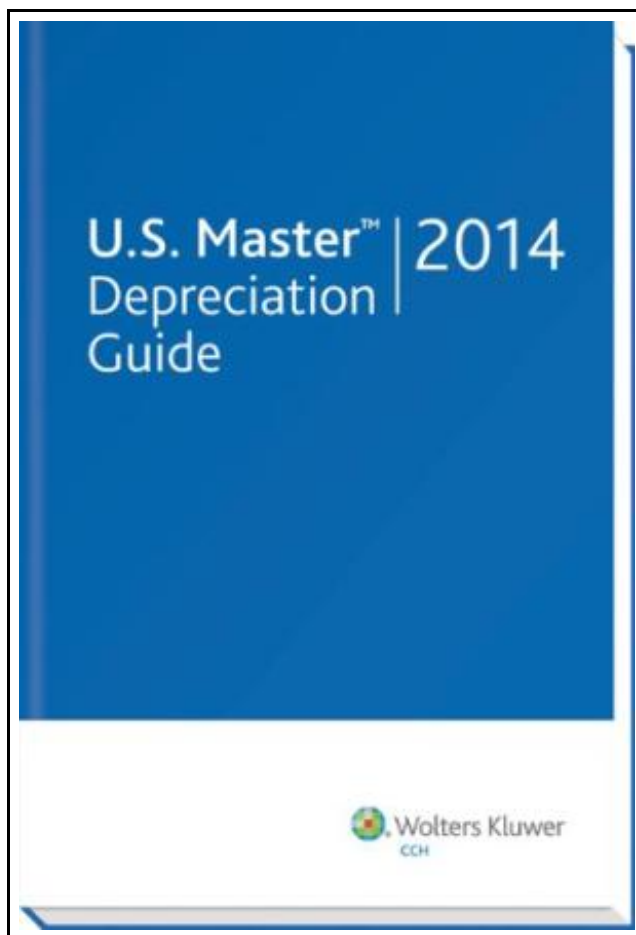 U.S. Master™ | 2014
Depreciation
Guide
Wolters Kluwer
CCH